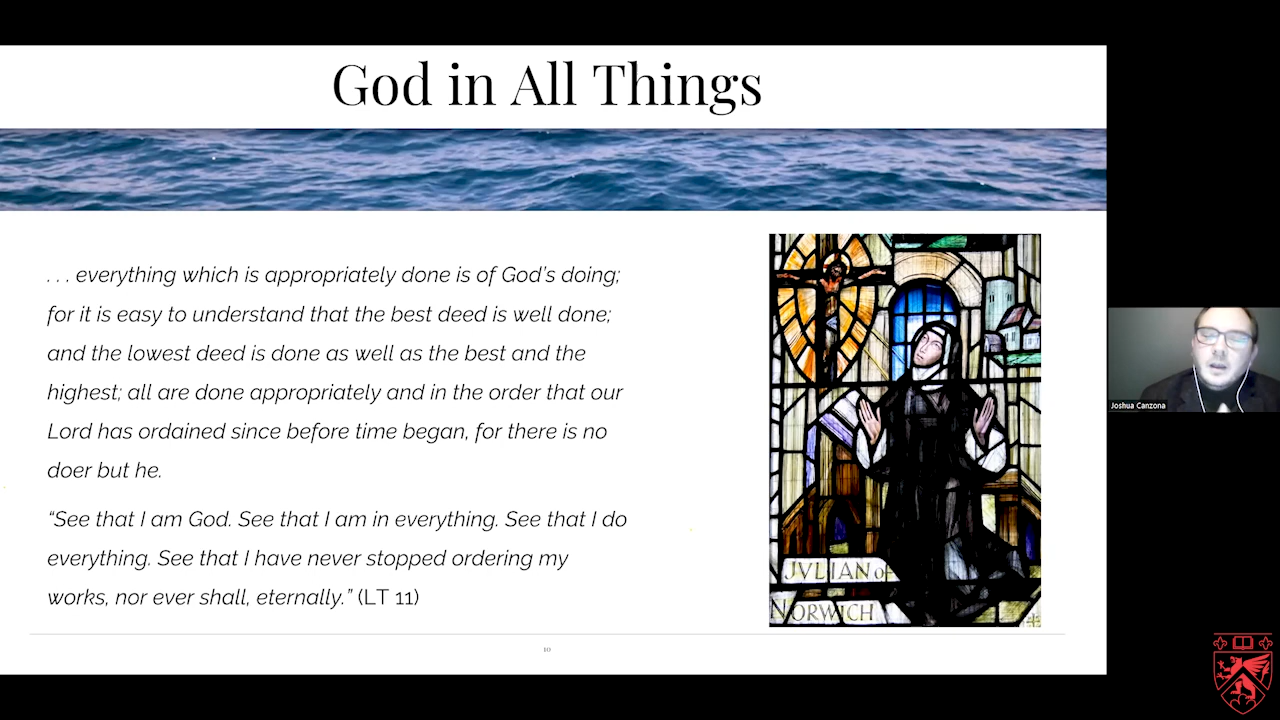 God in All Things
. . . everything which is appropriately done is of God’s doing;
for it is easy to understand that the best deed is well done;
and the lowest deed is done as well as the best and the
highest; all are done appropriately and in the order that our
Lord has ordained since before time began, for there is no
doer but he.
“See that I am God. See that I am in everything. See that I do
everything. See that I have never stopped ordering my
works, nor ever shall, eternally.” (LT 11)
JVLIAN of
NORWICH
10
Joshua Canzona